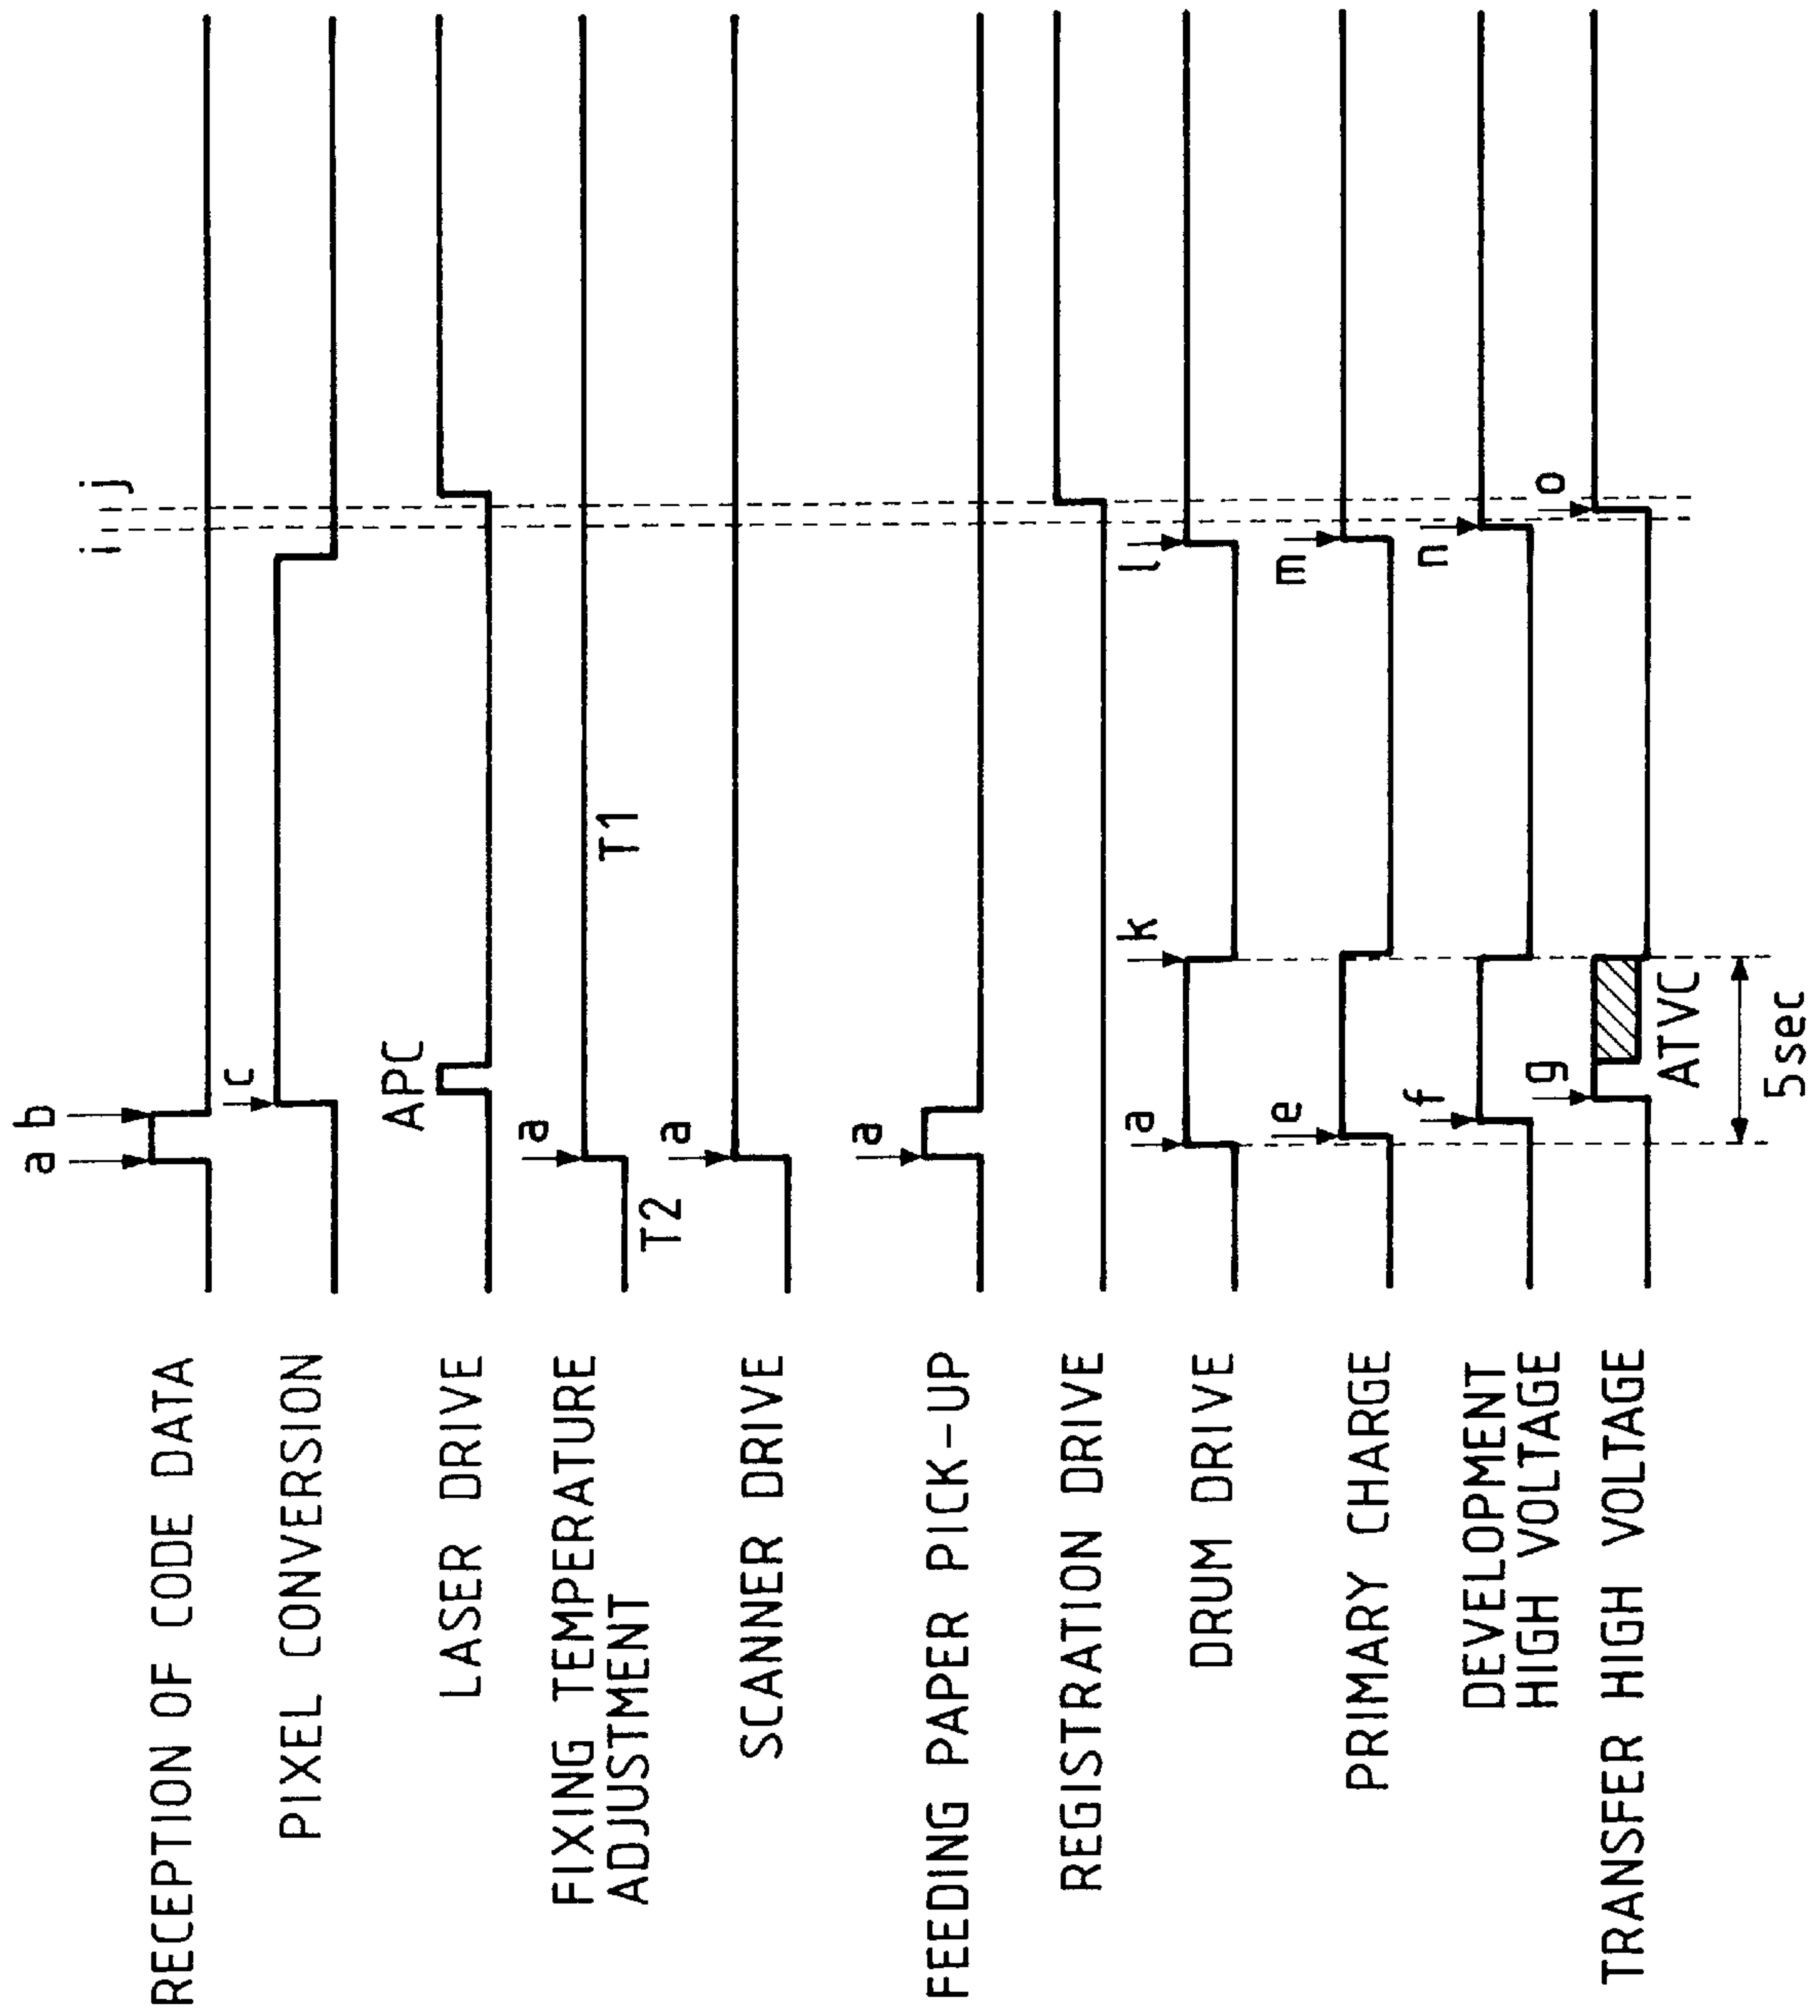 a b
i j
RECEPTION OF CODE DATA
c
PIXEL CONVERSION
APC
LASER DRIVE
a
T2
T1
FIXING TEMPERATURE
ADJUSTMENT
a
SCANNER DRIVE
a
FEEDING PAPER PICK-UP
REGISTRATION DRIVE
a
k
l
DRUM DRIVE
e
m
PRIMARY CHARGE
f
n
DEVELOPMENT
HIGH VOLTAGE
g
o
TRANSFER HIGH VOLTAGE
ATVC
5sec